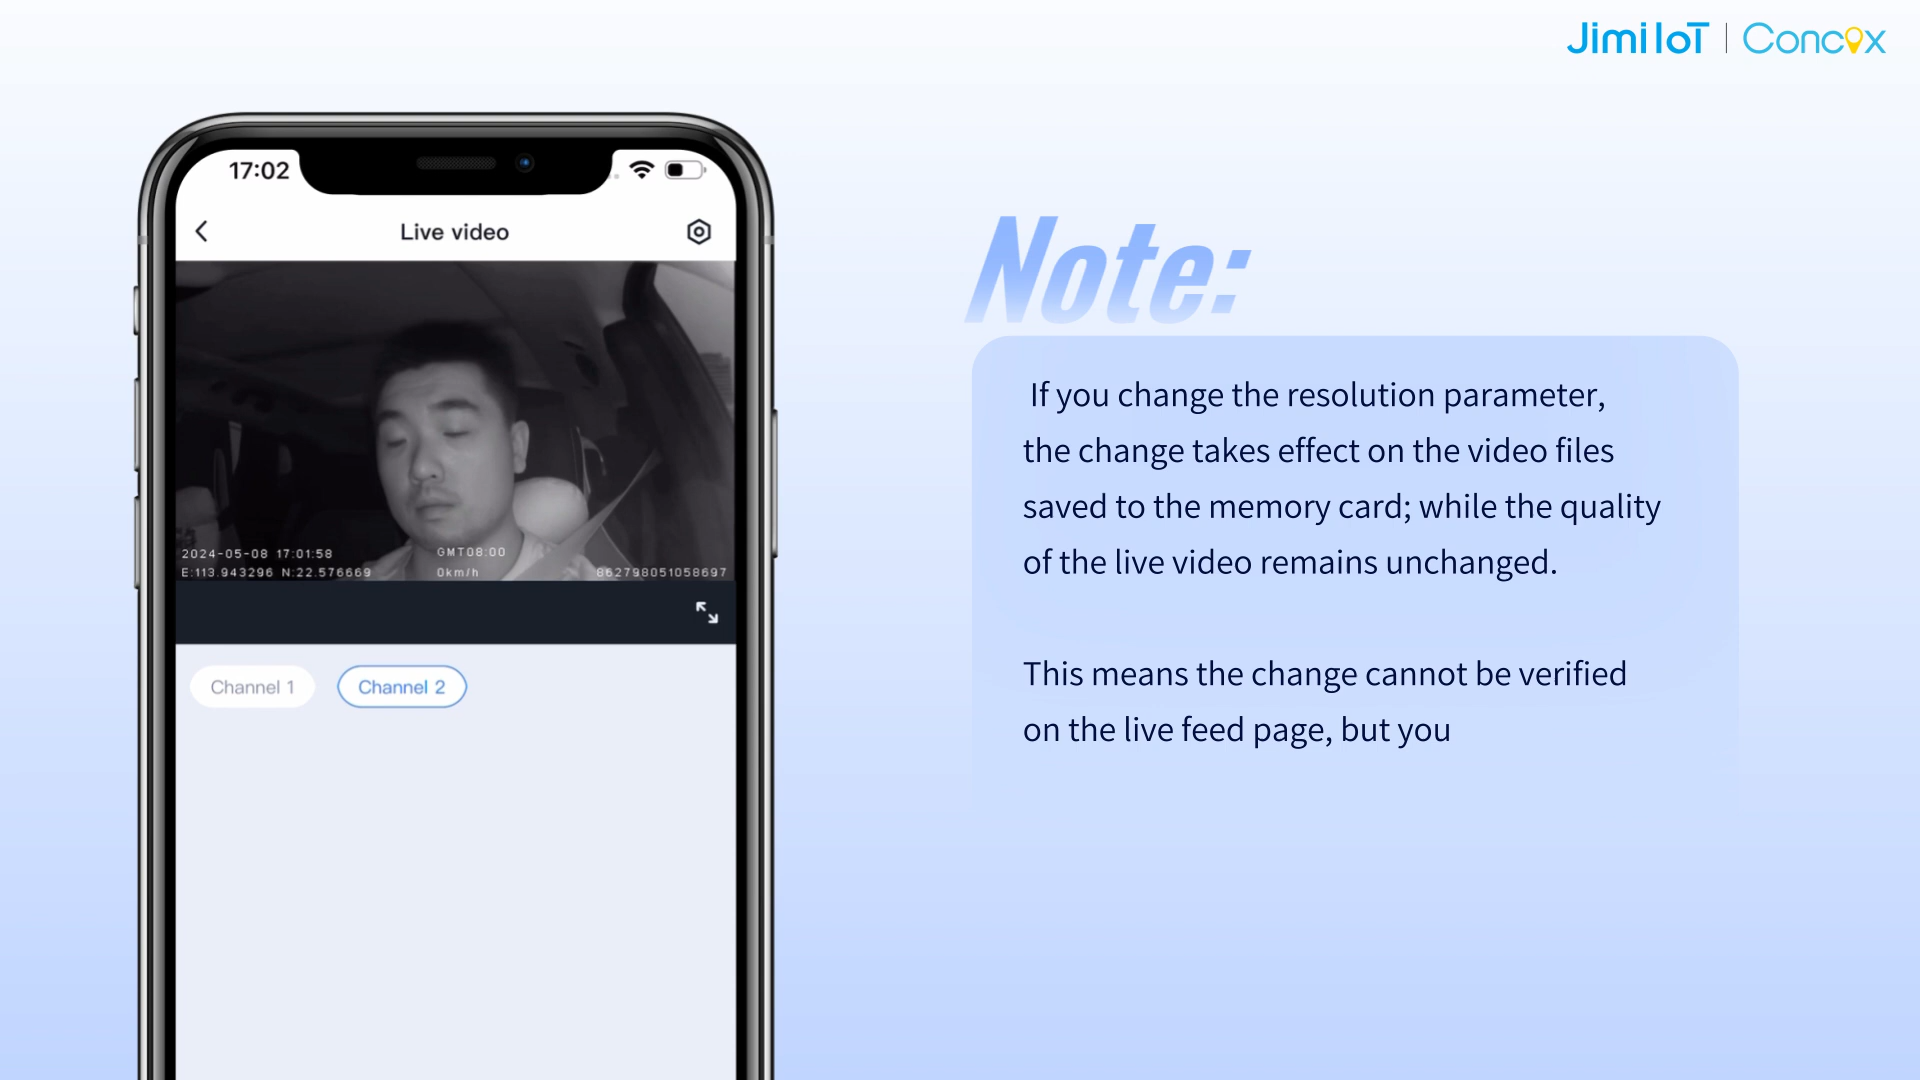 Jimi IoT | Concox
17:02
Live video
2024-05-08 17:01:58
GMT08:00
E:113.943296 N:22.576669
0km/h
862798051058697
Channel 1
Channel 2
Note:
If you change the resolution parameter,
the change takes effect on the video files
saved to the memory card; while the quality
of the live video remains unchanged.
This means the change cannot be verified
on the live feed page, but you